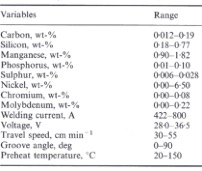 Variables Range
Carbon, wt-% 0·012–0·19
Silicon, wt-% 0·18–0·77
Manganese, wt-% 0·90–1·82
Phosphorus, wt-% 0·01–0·10
Sulphur, wt-% 0·006–0·028
Nickel, wt-% 0·00–6·50
Chromium, wt-% 0·00–0·08
Molybdenum, wt-% 0·00–0·22
Welding current, A 422–800
Voltage, V 28·0–36·5
Travel speed, cm min⁻¹ 30–55
Groove angle, deg 0–90
Preheat temperature, °C 20–150